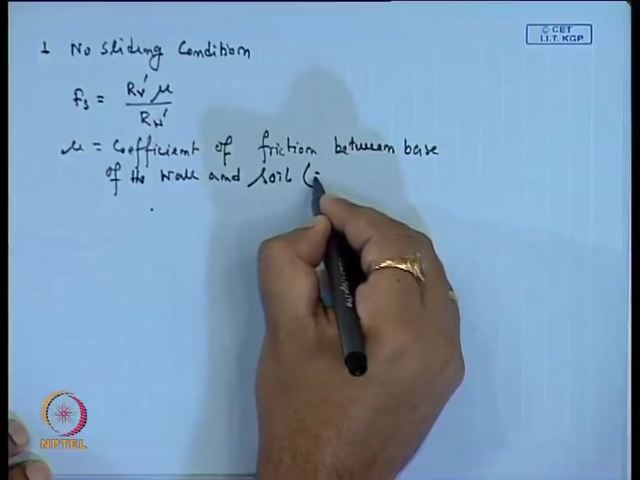 © CET
I.I.T. KGP
1 No sliding Condition
Fs = Rv' μ / RH'
μ = Coefficient of friction between base
of the wall and soil (=
NPTEL